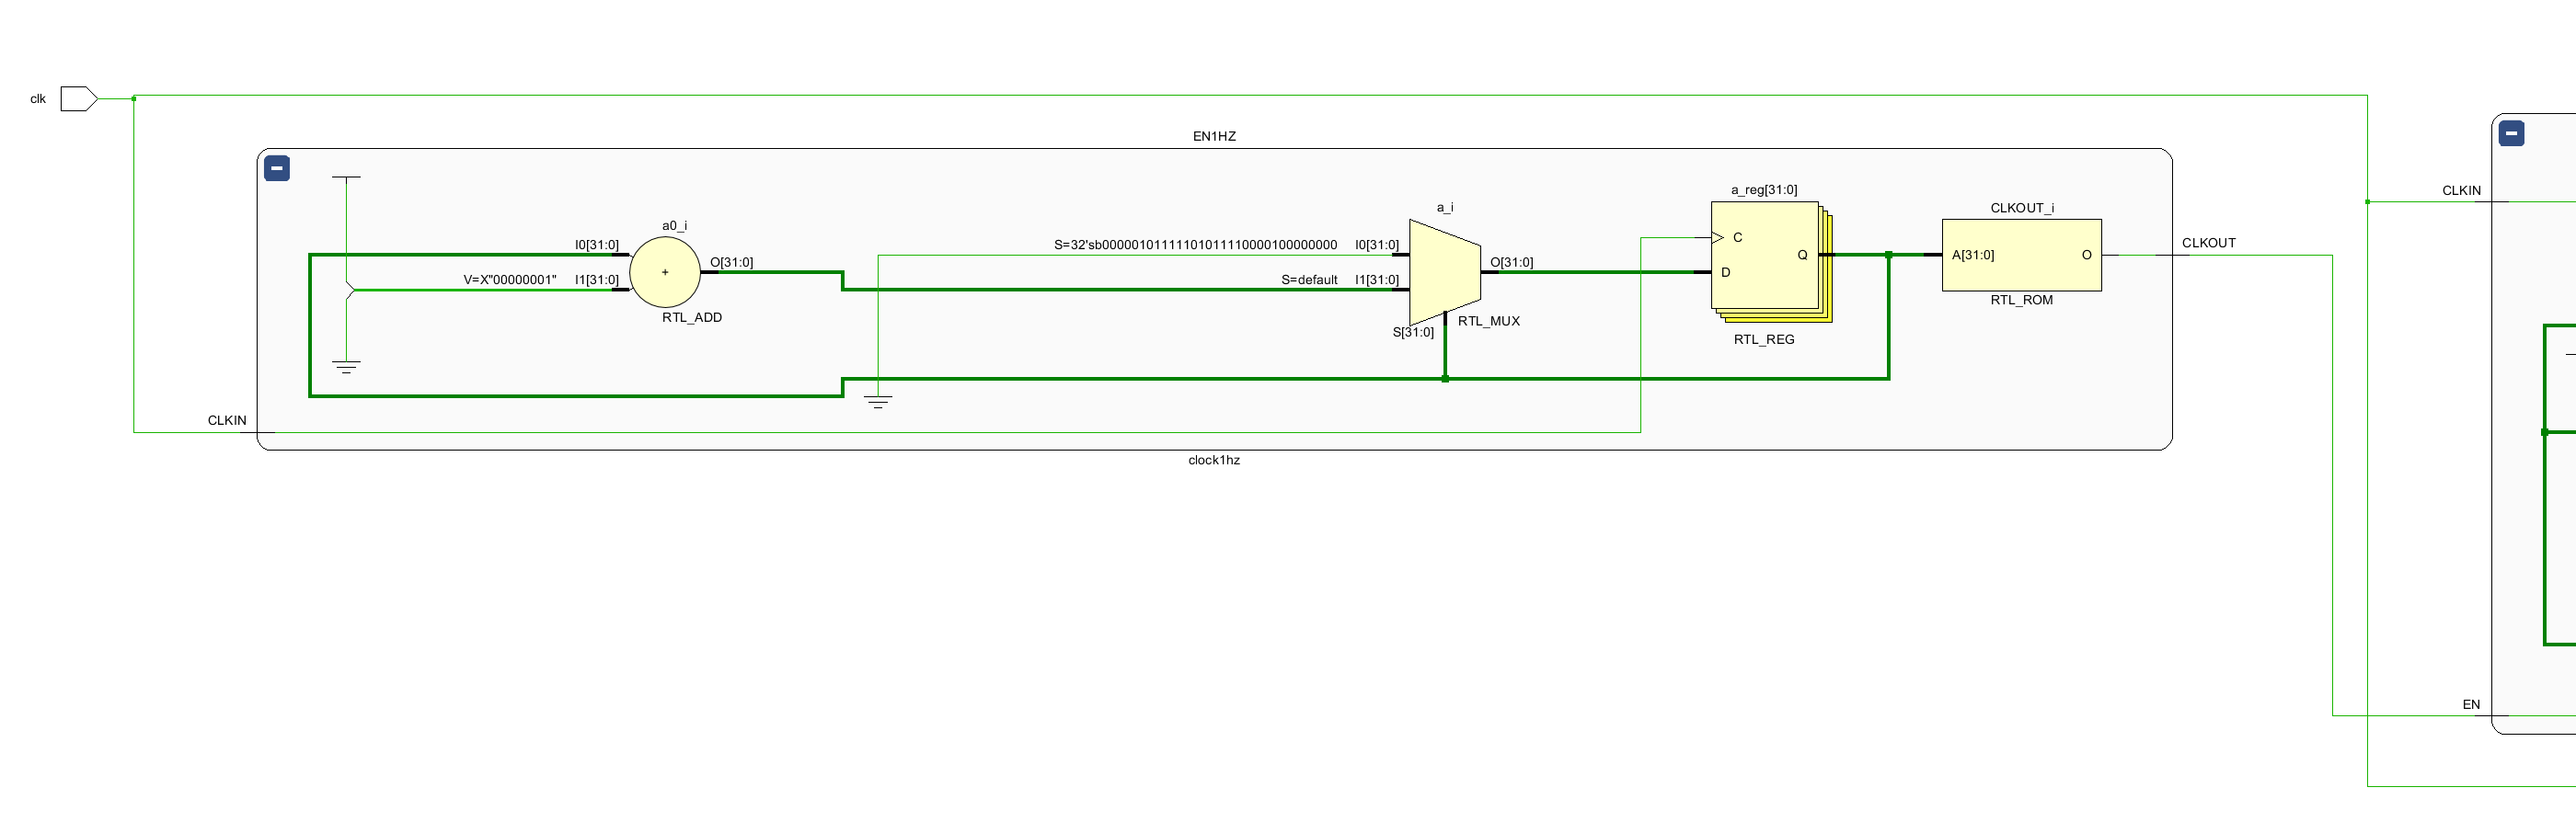 clk
EN1HZ
CLKIN
a_reg[31:0]
CLKOUT_i
a_i
a0_i
I0[31:0]
S=32'sb00000101111101011110000100000000
I0[31:0]
C
CLKOUT
Q
A[31:0]
O
O[31:0]
O[31:0]
V=X"00000001"
I1[31:0]
S=default
I1[31:0]
D
+
RTL_ROM
RTL_ADD
RTL_MUX
S[31:0]
RTL_REG
CLKIN
clock1hz
EN